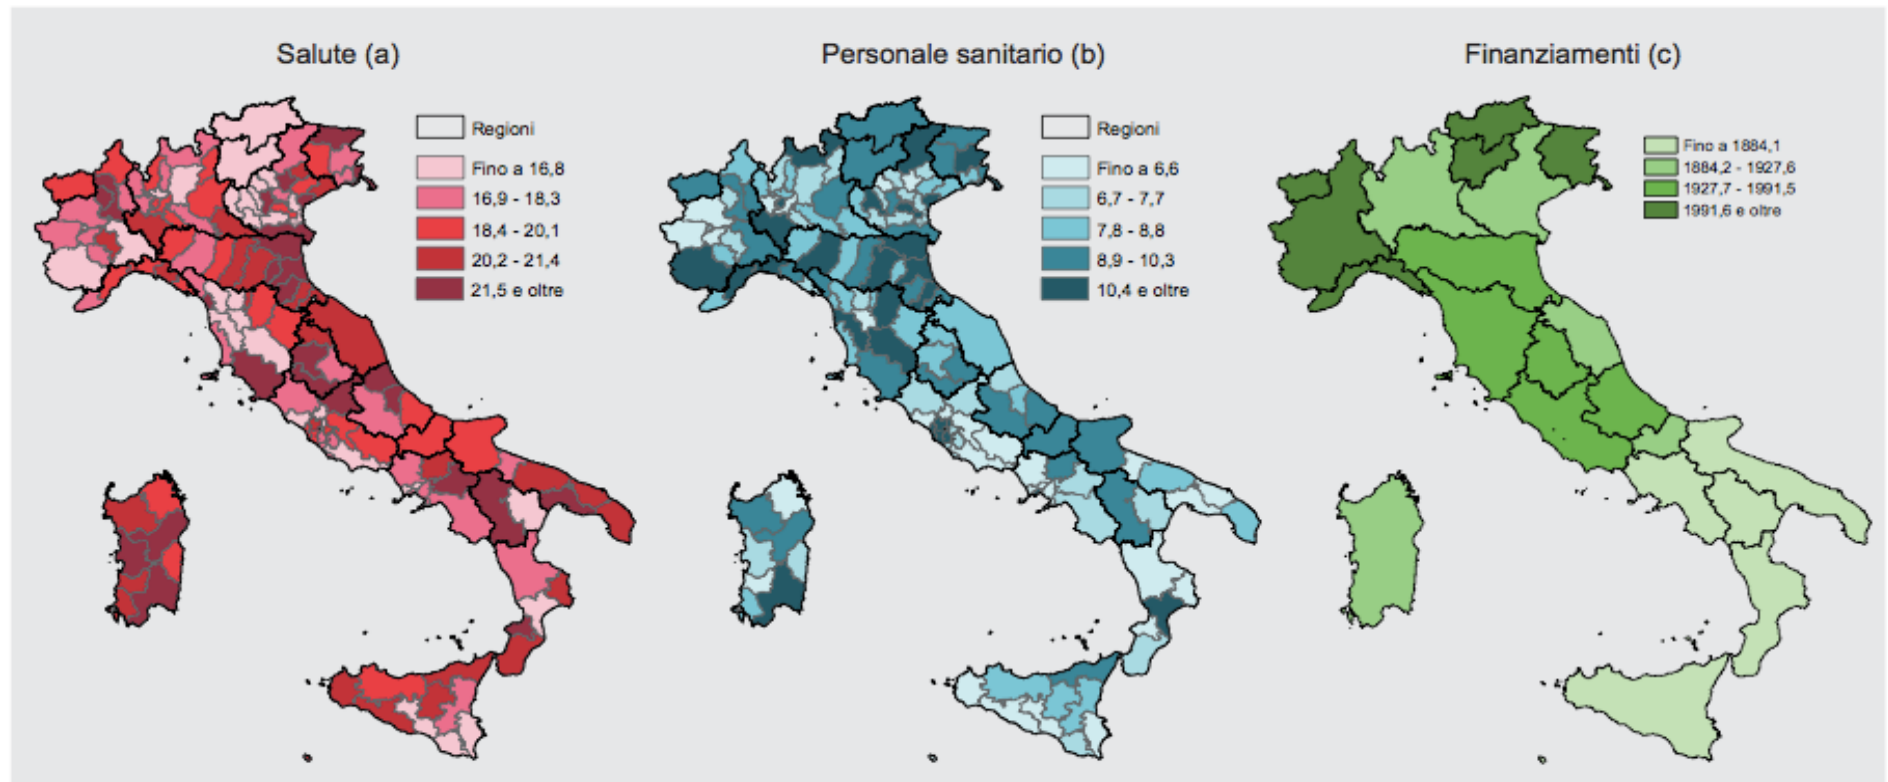 Salute (a)
Regioni
Fino a 16,8
16,9 - 18,3
18,4 - 20,1
20,2 - 21,4
21,5 e oltre
Personale sanitario (b)
Regioni
Fino a 6,6
6,7 - 7,7
7,8 - 8,8
8,9 - 10,3
10,4 e oltre
Finanziamenti (c)
Fino a 1884,1
1884,2 - 1927,6
1927,7 - 1991,5
1991,6 e oltre